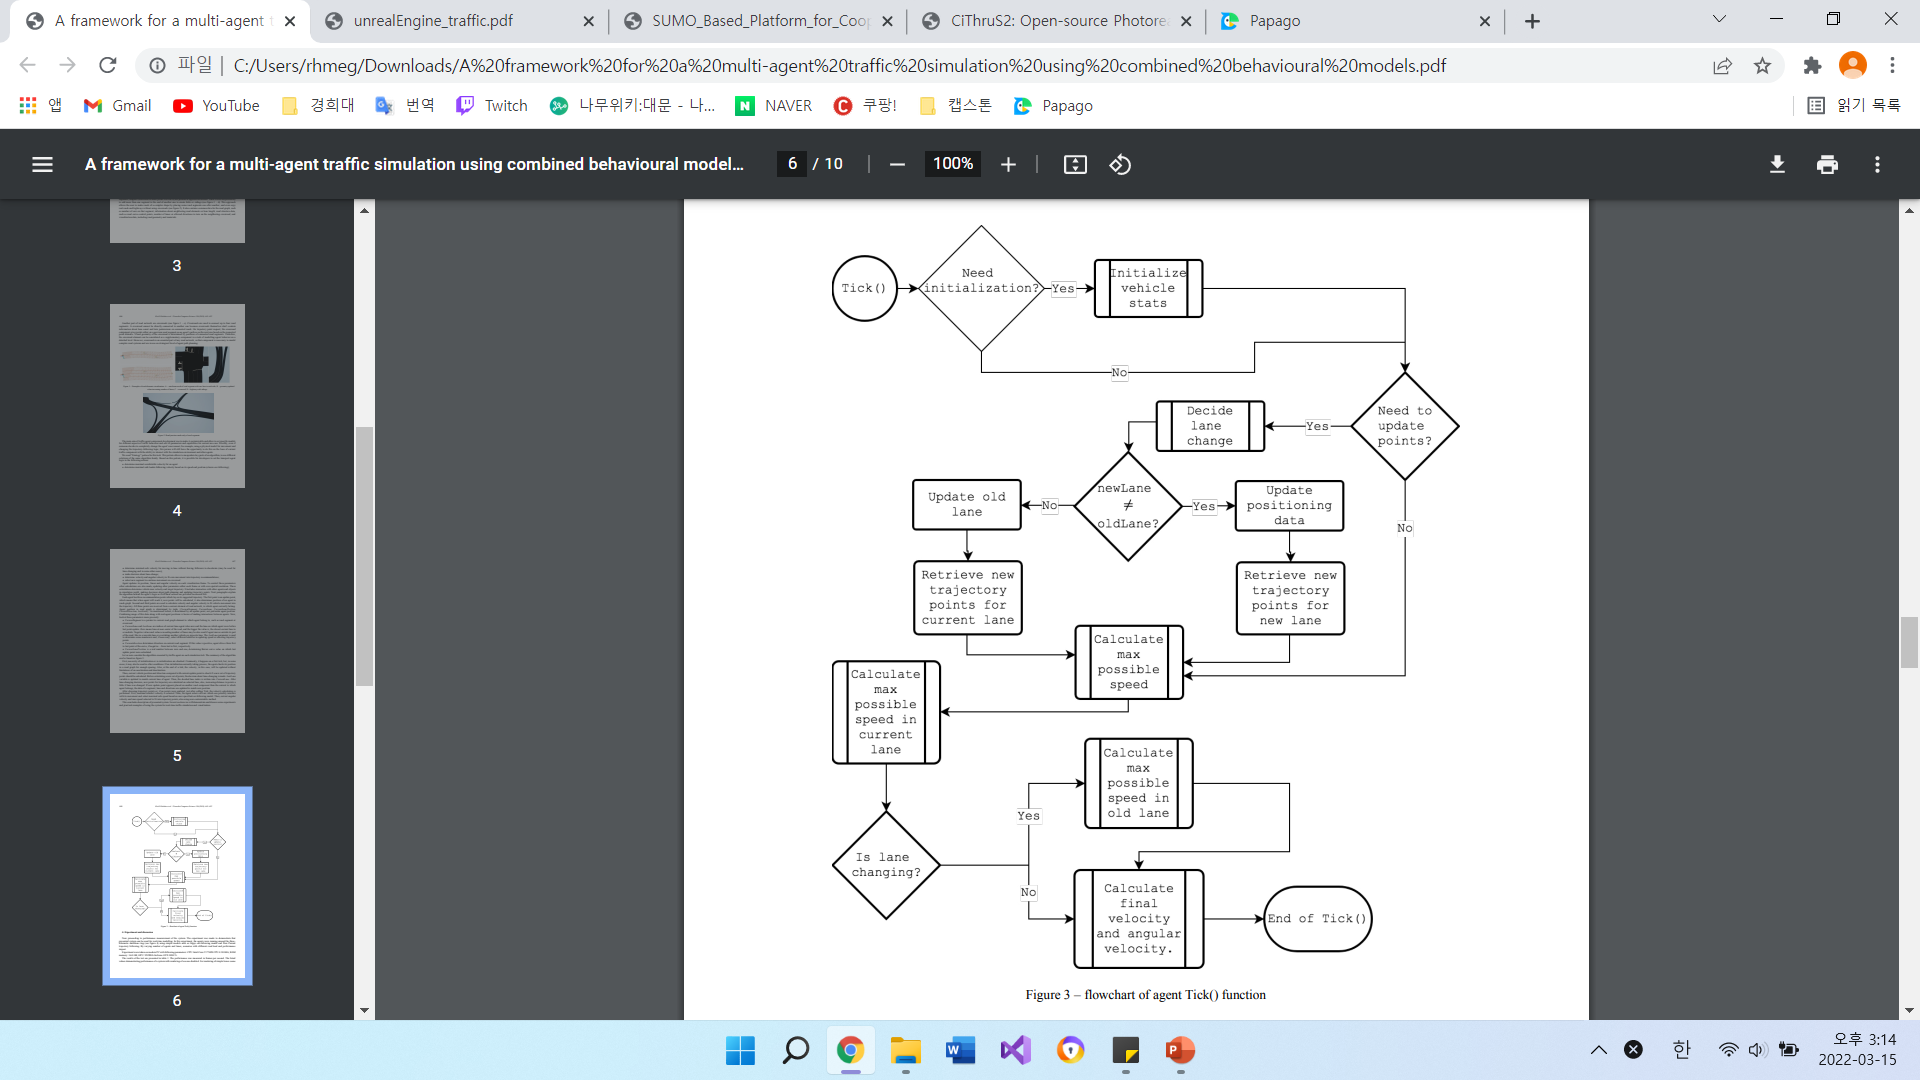 A framework for a multi-agent
unrealEngine_traffic.pdf
SUMO_Based_Platform_for_Coop
CiThruS2: Open-source Photorea
Papago
파일 | C:/Users/rhmeg/Downloads/A%20framework%20for%20a%20multi-agent%20traffic%20simulation%20using%20combined%20behavioural%20models.pdf
앱
Gmail
YouTube
경희대
번역
Twitch
나무위키:대문 - 나...
NAVER
쿠팡!
캡스톤
Papago
읽기 목록
A framework for a multi-agent traffic simulation using combined behavioural model...
6 / 10
100%
3
4
5
6
Tick()
Need
initialization?
Yes
Initialize
vehicle
stats
No
Need to
update
points?
Yes
Decide
lane
change
newLane
≠
oldLane?
No
Update old
lane
Yes
Update
positioning
data
No
Retrieve new
trajectory
points for
current lane
Retrieve new
trajectory
points for
new lane
Calculate
max
possible
speed
Calculate
max
possible
speed in
current
lane
Is lane
changing?
Yes
Calculate
max
possible
speed in
old lane
No
Calculate
final
velocity
and angular
velocity.
End of Tick()
Figure 3 – flowchart of agent Tick() function
한
오후 3:14
2022-03-15